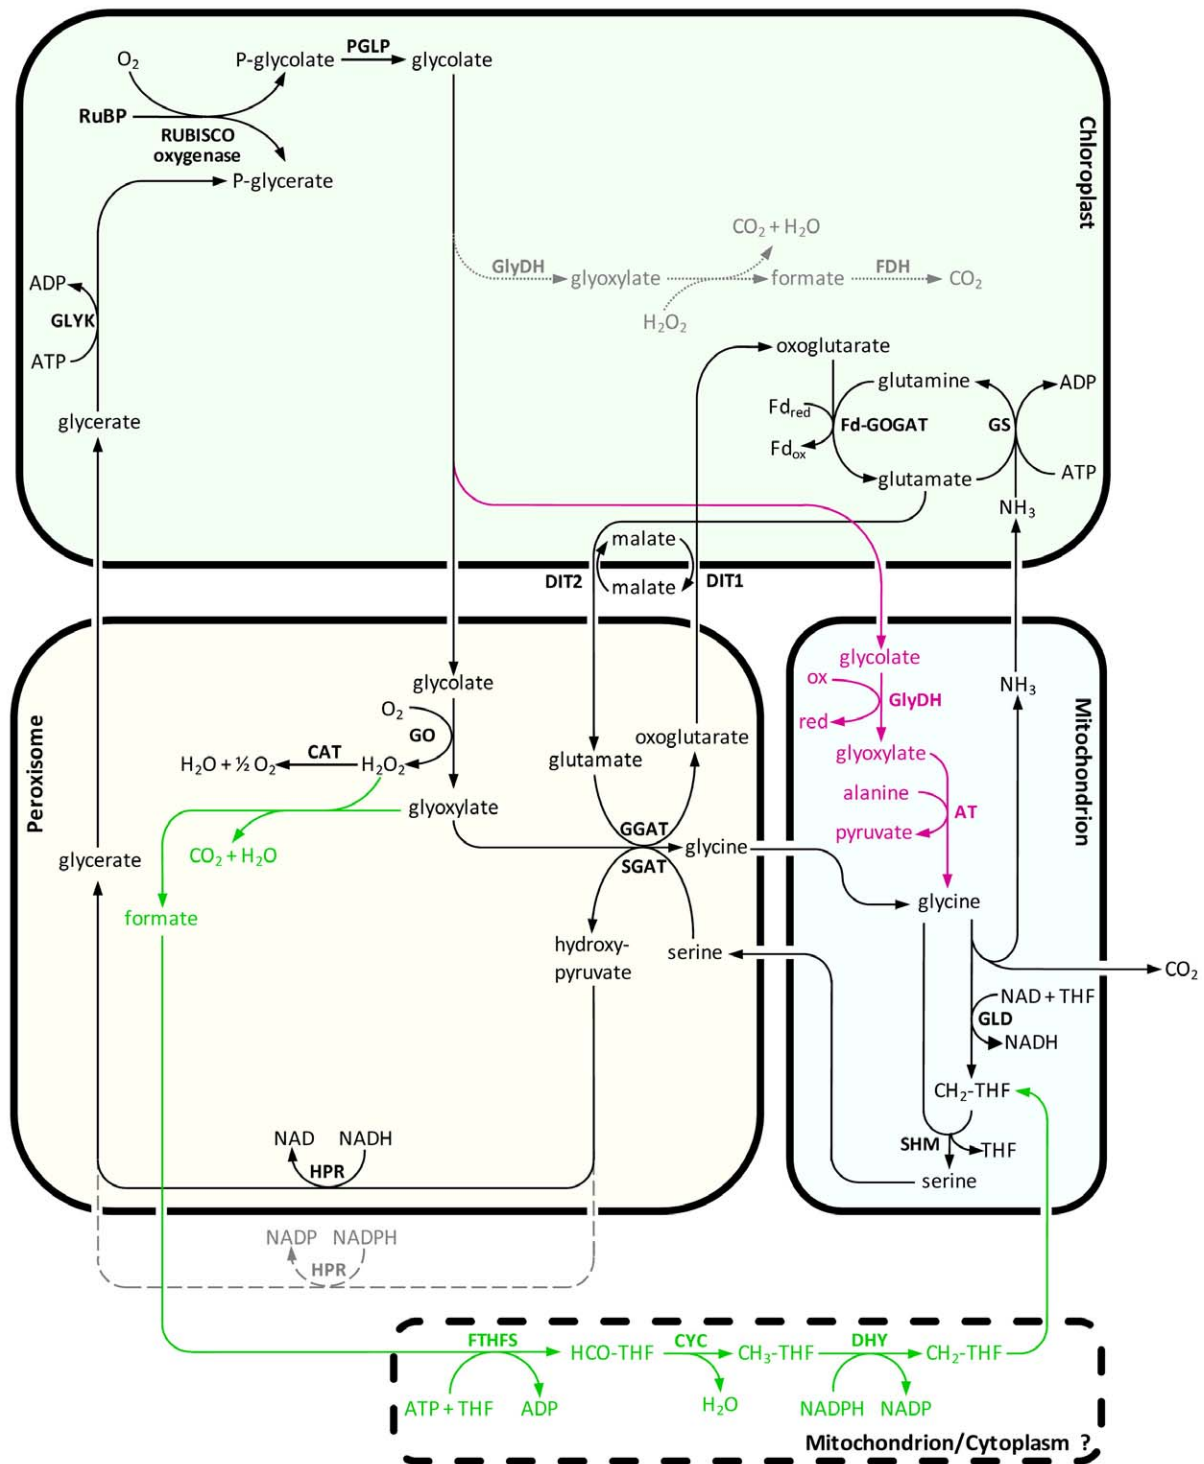 PGLP
O₂
P-glycolate
glycolate
RuBP
RUBISCO
oxygenase
P-glycerate
Chloroplast
CO₂ + H₂O
GlyDH
glyoxylate
formate
FDH
CO₂
H₂O₂
ADP
GLYK
ATP
glycerate
oxoglutarate
glutamine
ADP
Fdred
Fd-GOGAT
GS
Fdox
glutamate
ATP
NH₃
malate
DIT2
malate
DIT1
Peroxisome
glycolate
O₂
GO
CAT
H₂O + ½ O₂
H₂O₂
glyoxylate
CO₂ + H₂O
glycerate
formate
glutamate
oxoglutarate
GGAT
SGAT
glycine
hydroxy-
pyruvate
serine
NAD
NADH
HPR
NADP
NADPH
HPR
Mitochondrion
glycolate
ox
GlyDH
red
glyoxylate
alanine
AT
pyruvate
NH₃
glycine
CO₂
NAD + THF
GLD
NADH
CH₂-THF
SHM
THF
serine
FTHFS
HCO-THF
CYC
CH₃-THF
DHY
CH₂-THF
ATP + THF
ADP
H₂O
NADPH
NADP
Mitochondrion/Cytoplasm ?